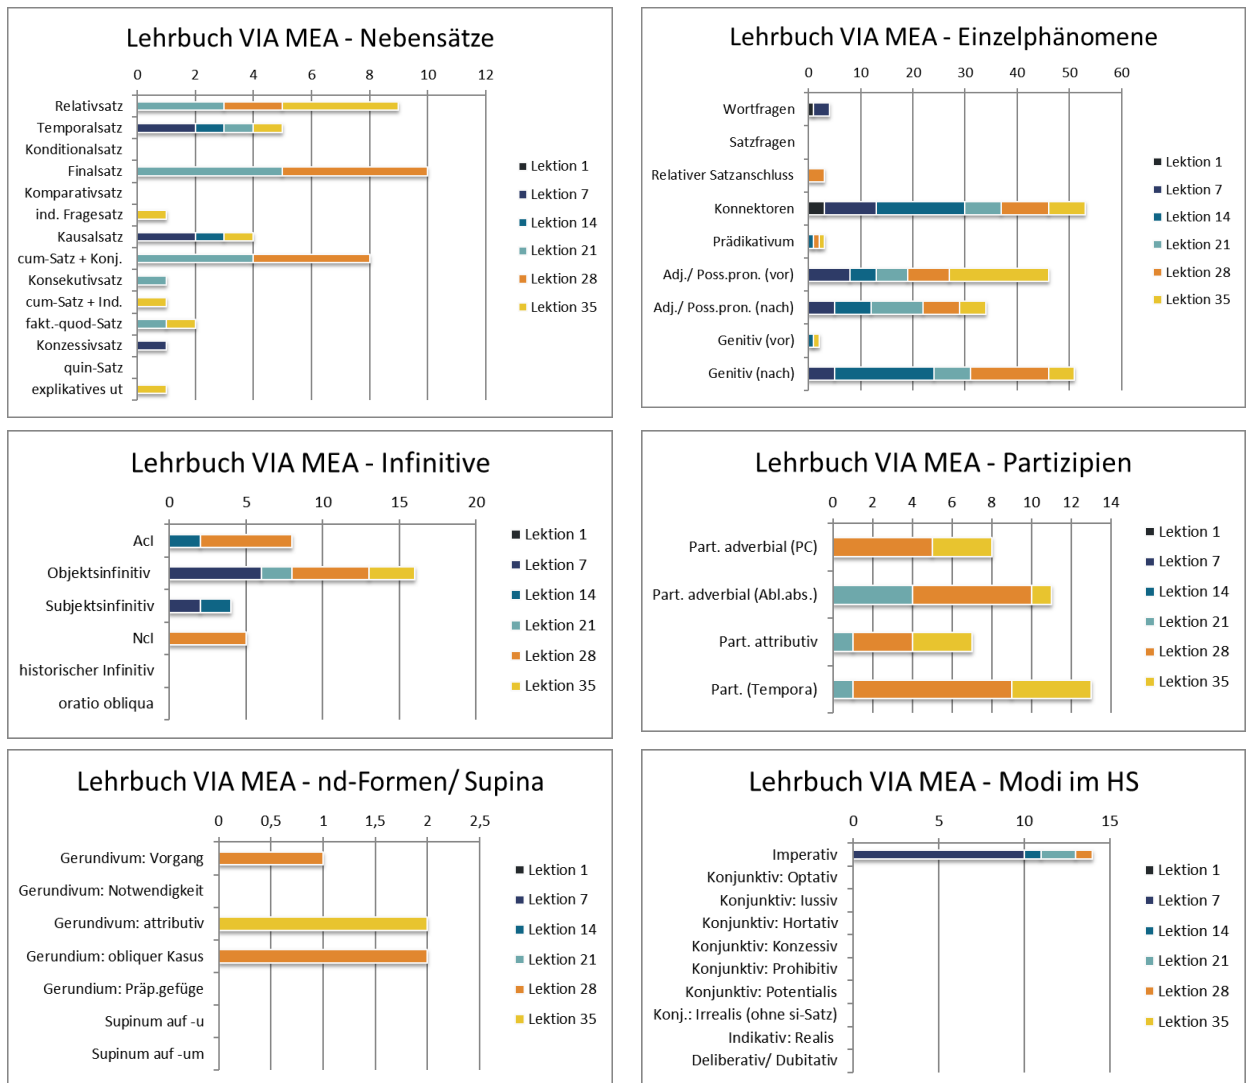 Lehrbuch VIA MEA - Nebensätze
0 2 4 6 8 10 12
Relativsatz
Temporalsatz
Konditionalsatz
Finalsatz
Komparativsatz
ind. Fragesatz
Kausalsatz
cum-Satz + Konj.
Konsekutivsatz
cum-Satz + Ind.
fakt.-quod-Satz
Konzessivsatz
quin-Satz
explikatives ut
Lektion 1
Lektion 7
Lektion 14
Lektion 21
Lektion 28
Lektion 35
Lehrbuch VIA MEA - Einzelphänomene
0 10 20 30 40 50 60
Wortfragen
Satzfragen
Relativer Satzanschluss
Konnektoren
Prädikativum
Adj./ Poss.pron. (vor)
Adj./ Poss.pron. (nach)
Genitiv (vor)
Genitiv (nach)
Lektion 1
Lektion 7
Lektion 14
Lektion 21
Lektion 28
Lektion 35
Lehrbuch VIA MEA - Infinitive
0 5 10 15 20
AcI
Objektsinfinitiv
Subjektsinfinitiv
NcI
historischer Infinitiv
oratio obliqua
Lektion 1
Lektion 7
Lektion 14
Lektion 21
Lektion 28
Lektion 35
Lehrbuch VIA MEA - Partizipien
0 2 4 6 8 10 12 14
Part. adverbial (PC)
Part. adverbial (Abl.abs.)
Part. attributiv
Part. (Tempora)
Lektion 1
Lektion 7
Lektion 14
Lektion 21
Lektion 28
Lektion 35
Lehrbuch VIA MEA - nd-Formen/ Supina
0 0,5 1 1,5 2 2,5
Gerundivum: Vorgang
Gerundivum: Notwendigkeit
Gerundivum: attributiv
Gerundium: obliquer Kasus
Gerundium: Präp.gefüge
Supinum auf -u
Supinum auf -um
Lektion 1
Lektion 7
Lektion 14
Lektion 21
Lektion 28
Lektion 35
Lehrbuch VIA MEA - Modi im HS
0 5 10 15
Imperativ
Konjunktiv: Optativ
Konjunktiv: Iussiv
Konjunktiv: Hortativ
Konjunktiv: Konzessiv
Konjunktiv: Prohibitiv
Konjunktiv: Potentialis
Konj.: Irrealis (ohne si-Satz)
Indikativ: Realis
Deliberativ/ Dubitativ
Lektion 1
Lektion 7
Lektion 14
Lektion 21
Lektion 28
Lektion 35